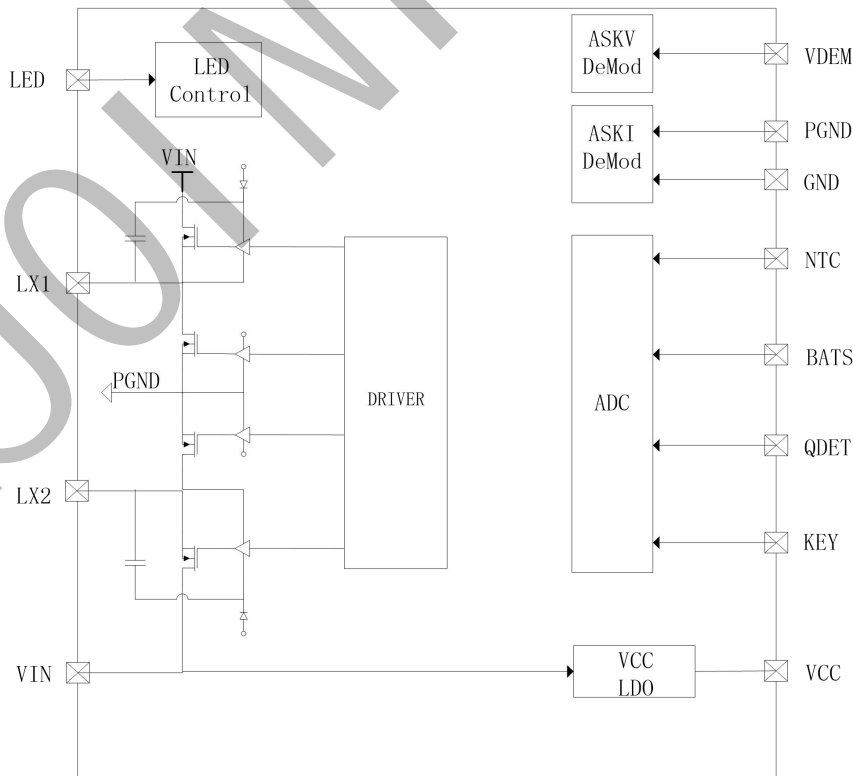 LED
LED
Control
VIN
LX1
PGND
LX2
VIN
DRIVER
ASKV
DeMod
ASKI
DeMod
ADC
VCC
LDO
VDEM
PGND
GND
NTC
BATS
QDET
KEY
VCC
JOIN